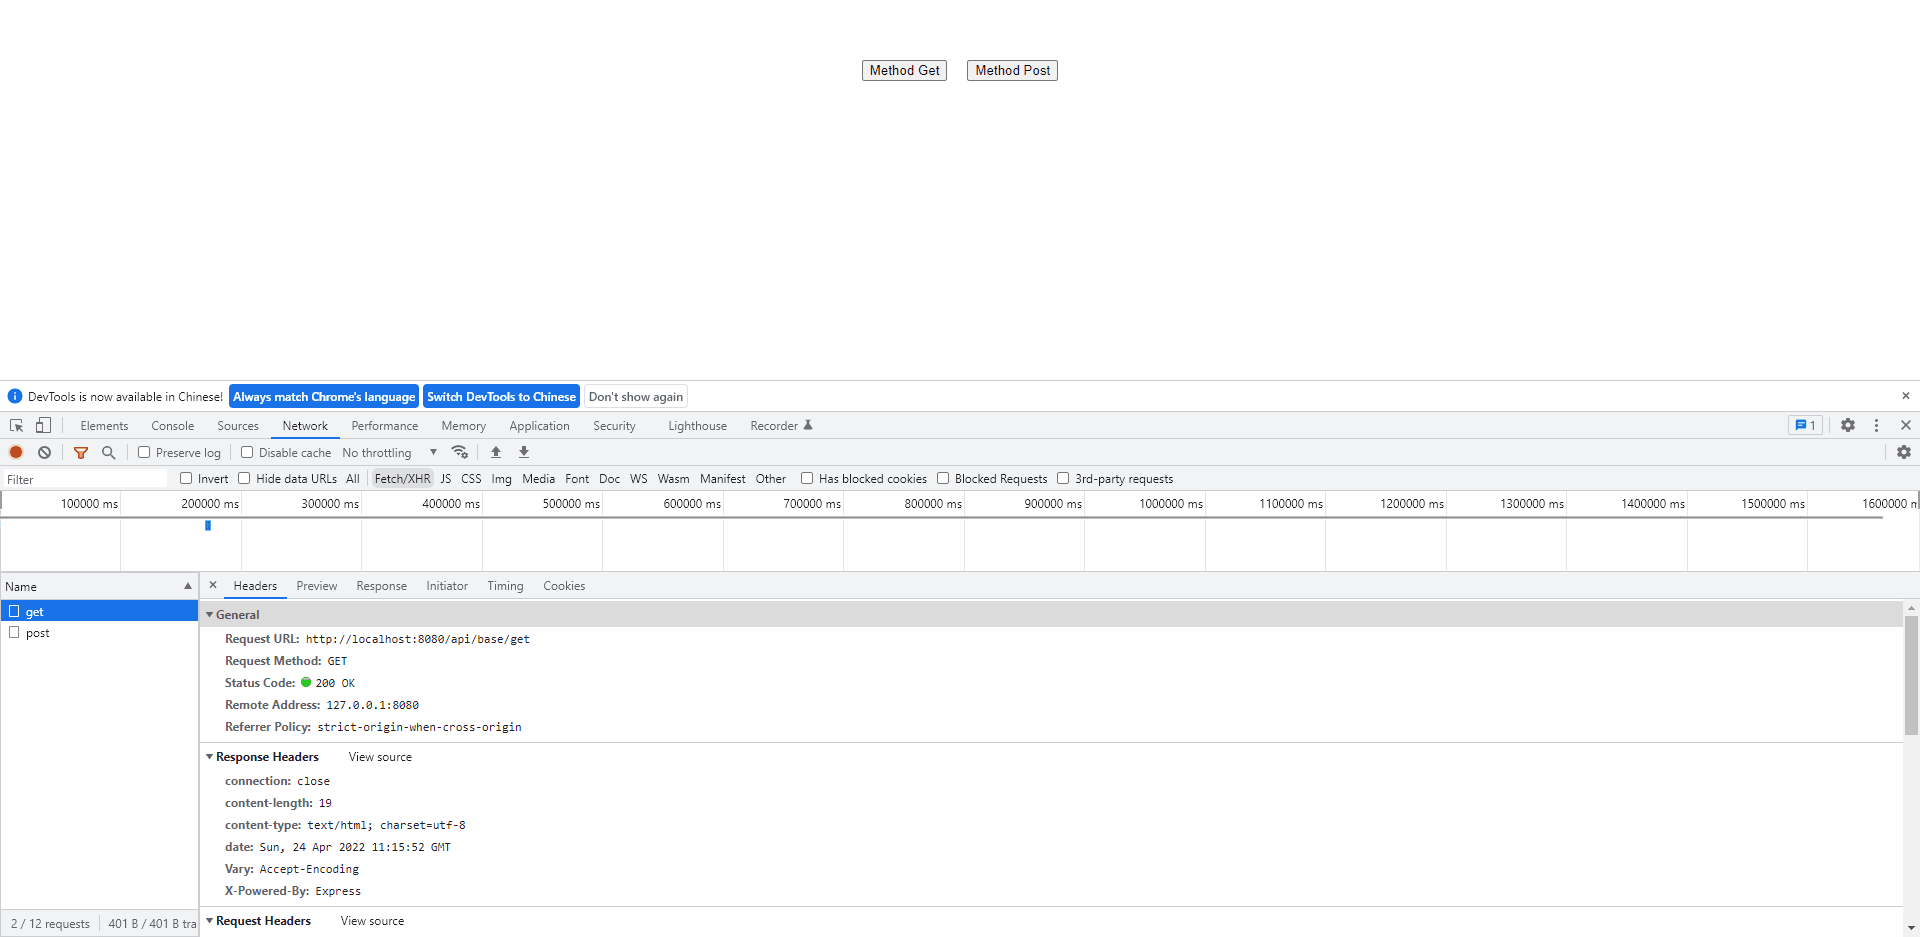 Method Get Method Post
DevTools is now available in Chinese! Always match Chrome's language Switch DevTools to Chinese Don't show again
Elements Console Sources Network Performance Memory Application Security Lighthouse Recorder 1
Preserve log Disable cache No throttling
Filter Invert Hide data URLs All Fetch/XHR JS CSS Img Media Font Doc WS Wasm Manifest Other Has blocked cookies Blocked Requests 3rd-party requests
100000 ms 200000 ms 300000 ms 400000 ms 500000 ms 600000 ms 700000 ms 800000 ms 900000 ms 1000000 ms 1100000 ms 1200000 ms 1300000 ms 1400000 ms 1500000 ms 1600000 m
Name
get
post
2 / 12 requests 401 B / 401 B tra
Headers Preview Response Initiator Timing Cookies
General
Request URL: http://localhost:8080/api/base/get
Request Method: GET
Status Code: 200 OK
Remote Address: 127.0.0.1:8080
Referrer Policy: strict-origin-when-cross-origin
Response Headers View source
connection: close
content-length: 19
content-type: text/html; charset=utf-8
date: Sun, 24 Apr 2022 11:15:52 GMT
Vary: Accept-Encoding
X-Powered-By: Express
Request Headers View source